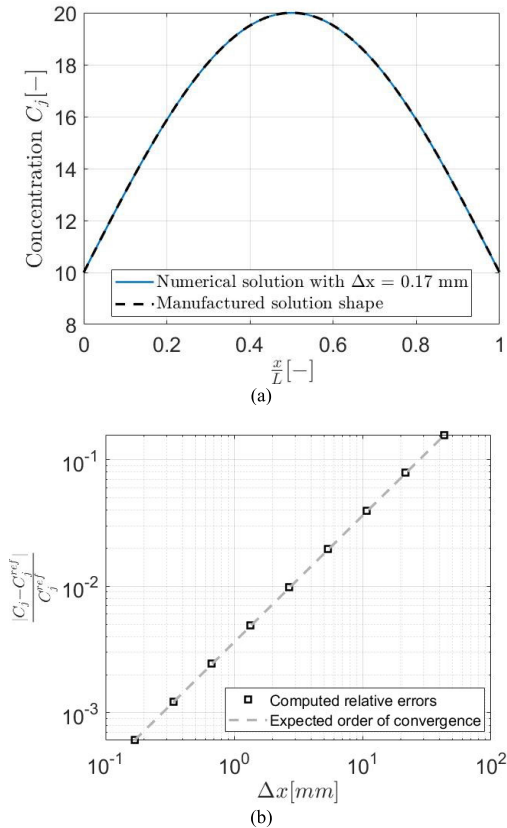 20
18
16
14
12
10
8
Concentration C_j[−]
Numerical solution with Δx = 0.17 mm
Manufactured solution shape
0 0.2 0.4 0.6 0.8 1
x/L [−]
(a)
10^-1
10^-2
10^-3
|C_j−C_j^ref| / C_j^ref
Computed relative errors
Expected order of convergence
10^-1 10^0 10^1 10^2
Δx[mm]
(b)